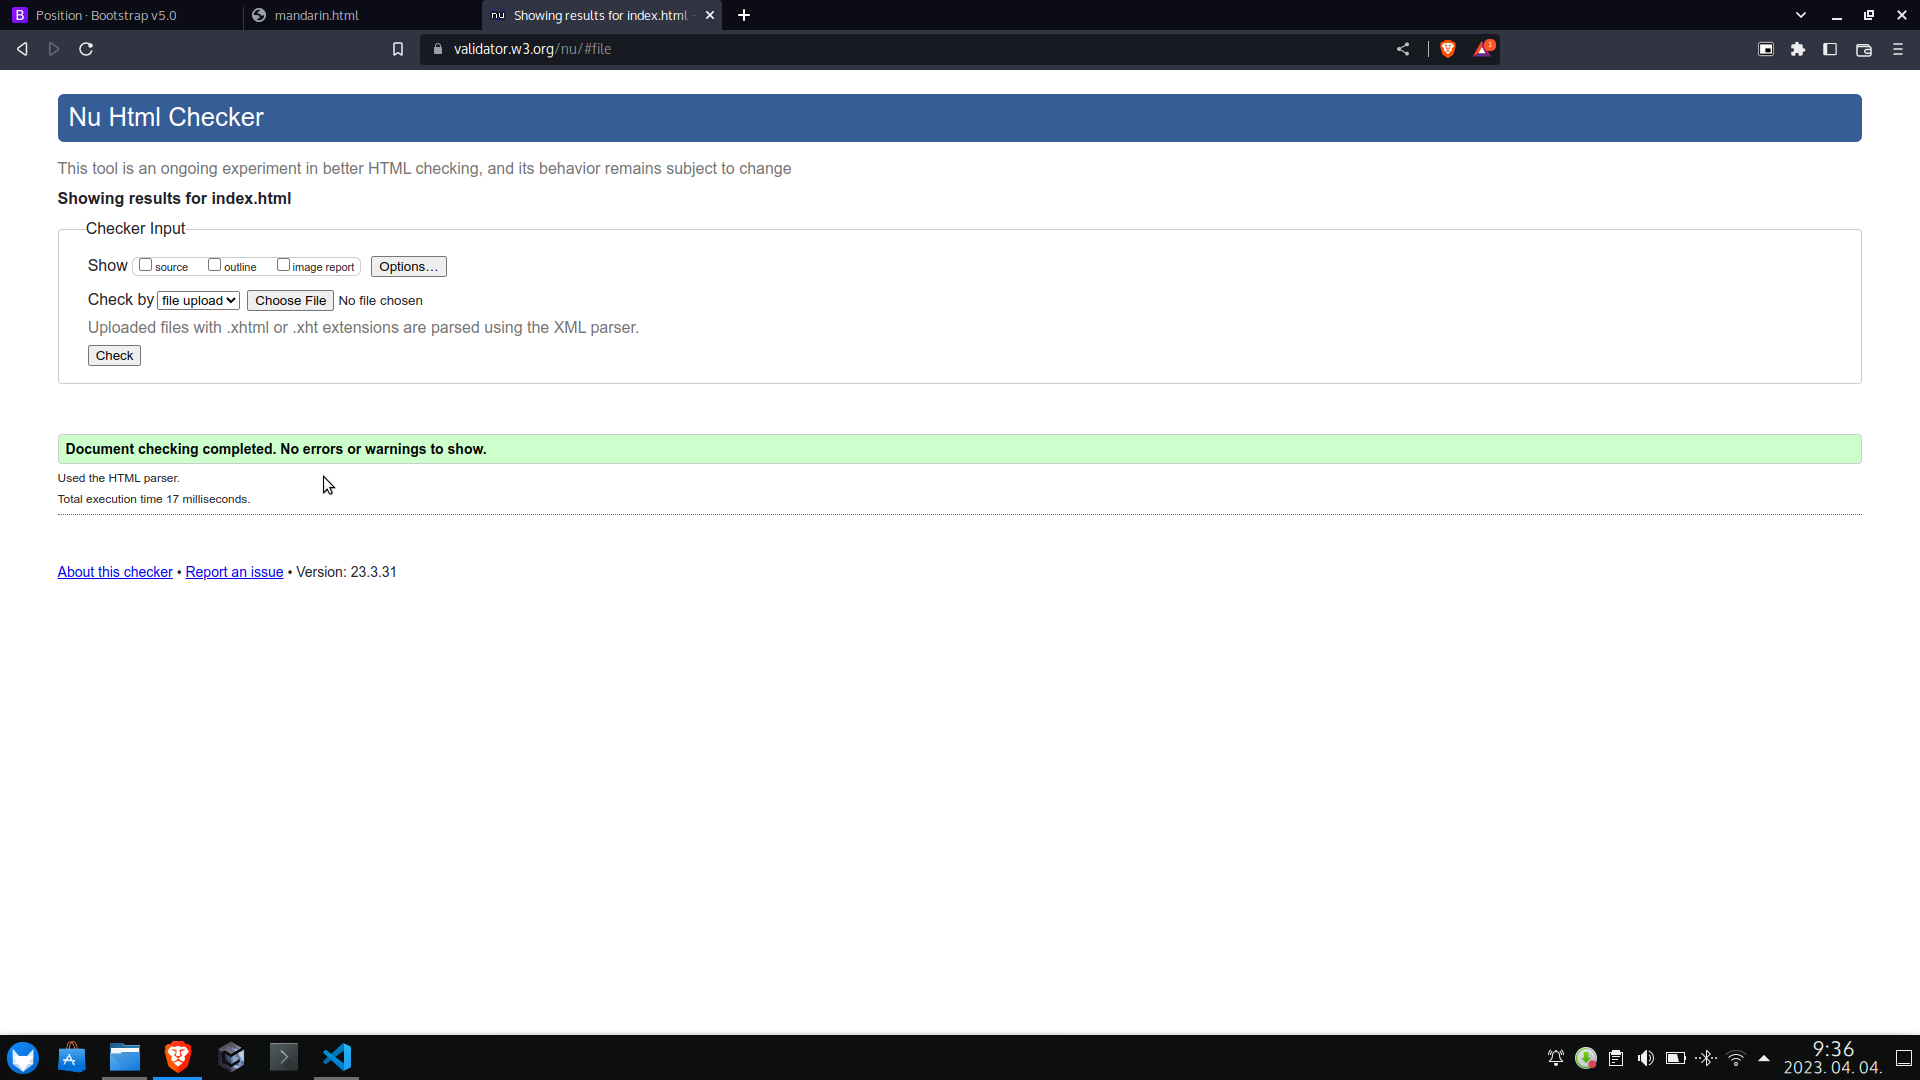 B Position · Bootstrap v5.0
mandarin.html
nu Showing results for index.html -
validator.w3.org/nu/#file
1
Nu Html Checker
This tool is an ongoing experiment in better HTML checking, and its behavior remains subject to change
Showing results for index.html
Checker Input
Show source outline image report Options…
Check by file upload Choose File No file chosen
Uploaded files with .xhtml or .xht extensions are parsed using the XML parser.
Check
Document checking completed. No errors or warnings to show.
Used the HTML parser.
Total execution time 17 milliseconds.
About this checker • Report an issue • Version: 23.3.31
9:36
2023. 04. 04.